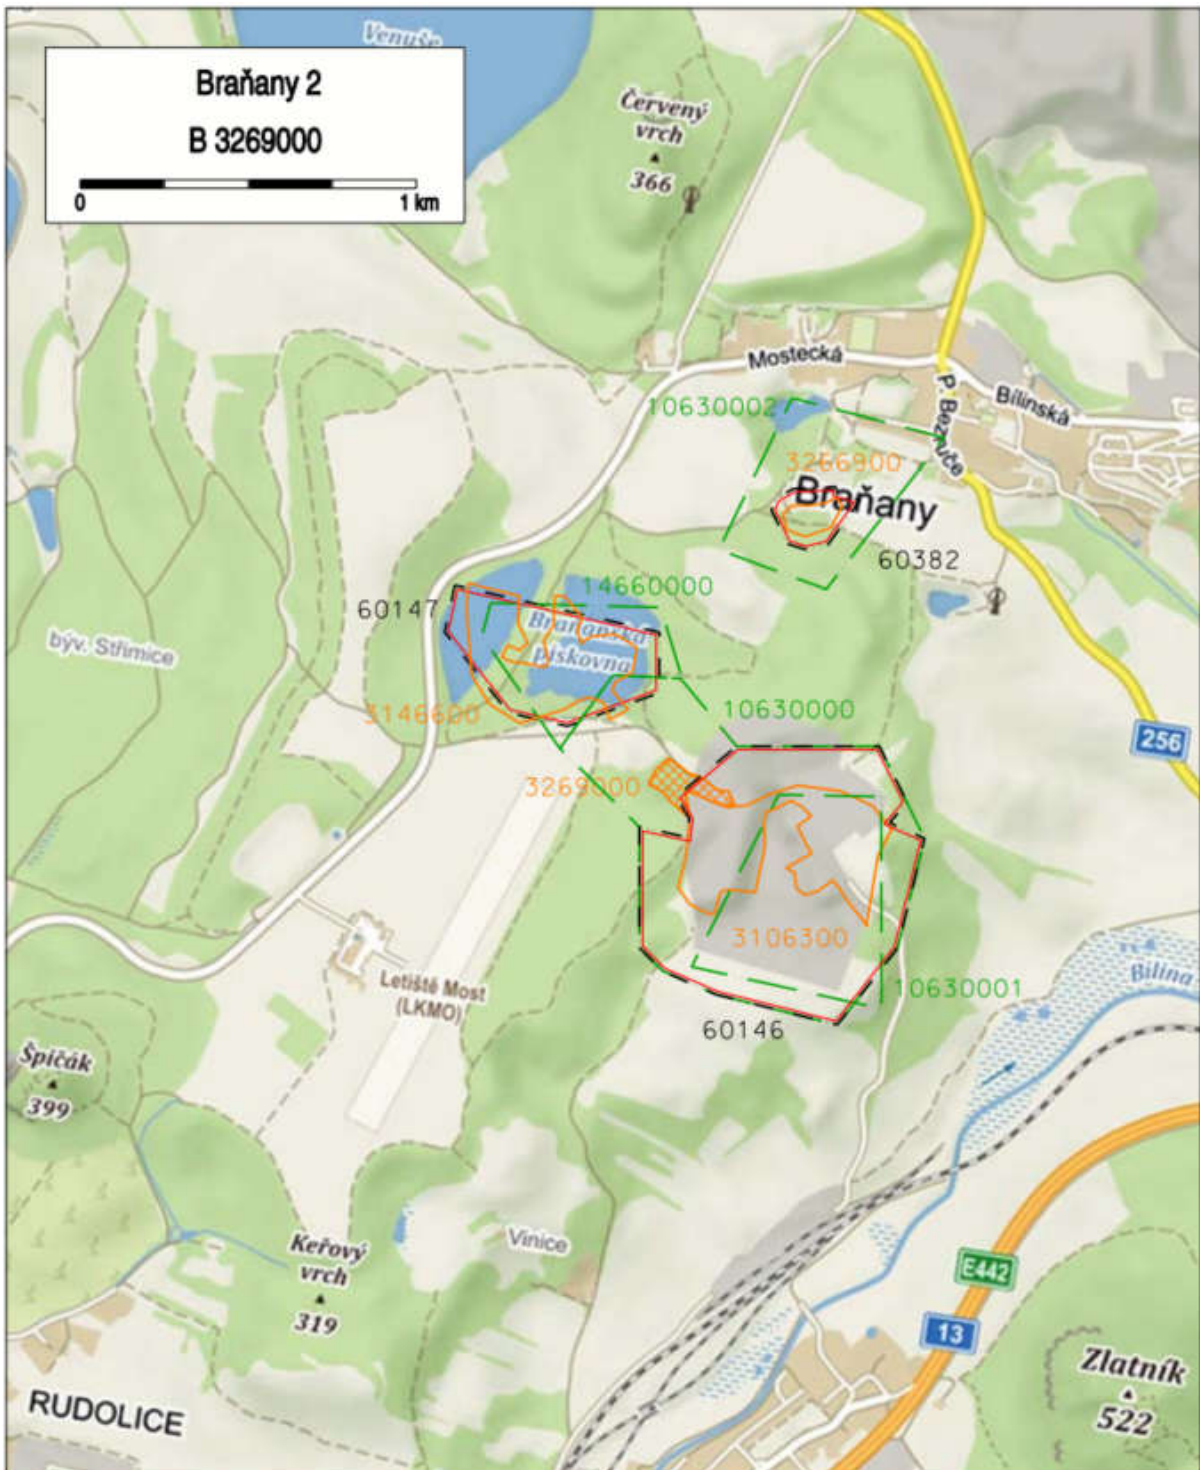 Venuše
Braňany 2
B 3269000
0
1 km
Červený
vrch
366
Mostecká
P. Bezruče
Bílinská
10630002
3266900
Braňany
60382
14660000
60147
Braňanská
pískovna
býv. Střimice
3146600
10630000
256
3269000
3106300
Letiště Most
(LKMO)
10630001
Bílina
60146
Špičák
399
Vinice
Keřový
vrch
319
E442
13
Zlatník
522
RUDOLICE